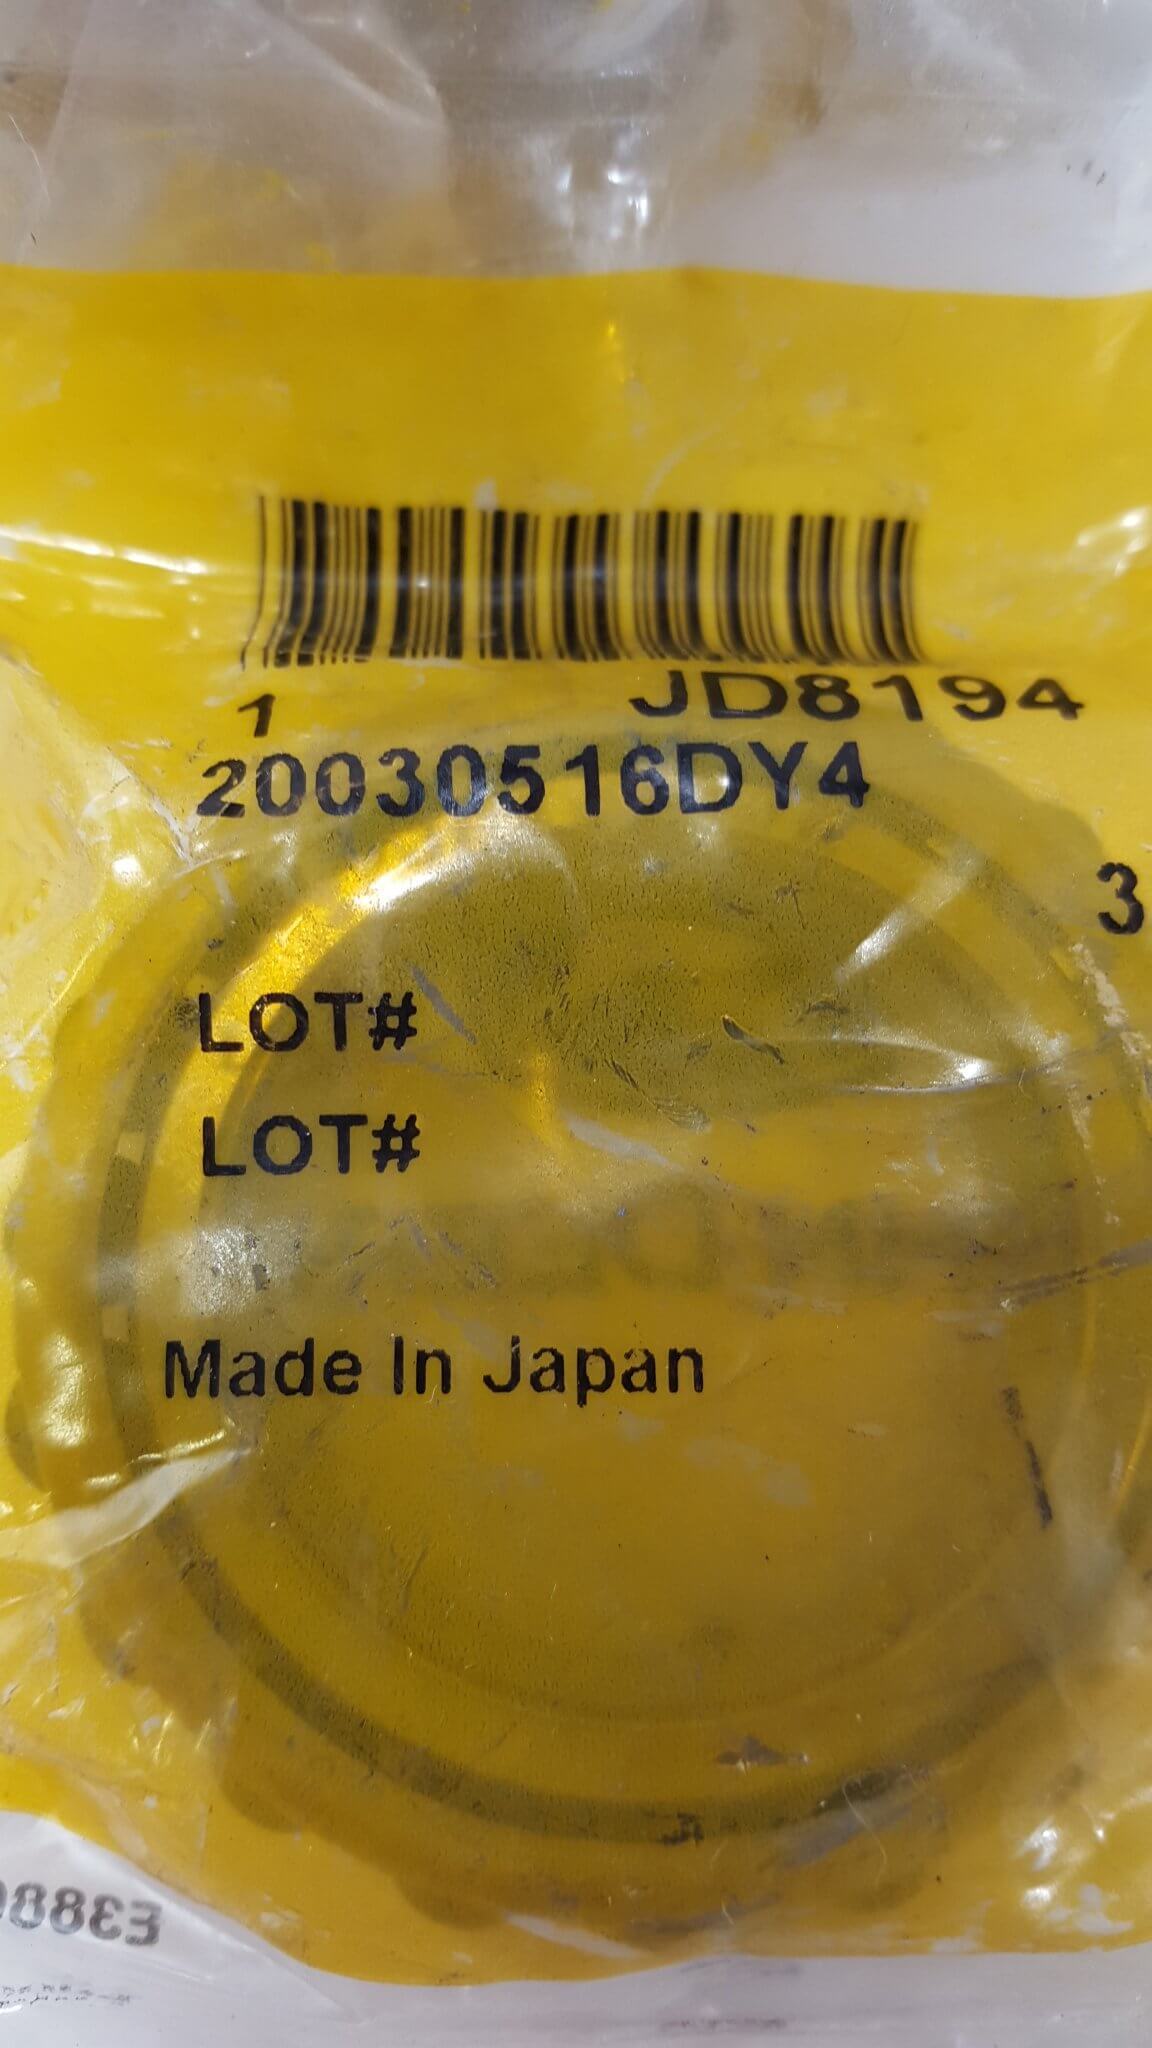 1 JD8194
20030516DY4
3
LOT#
LOT#
Made In Japan